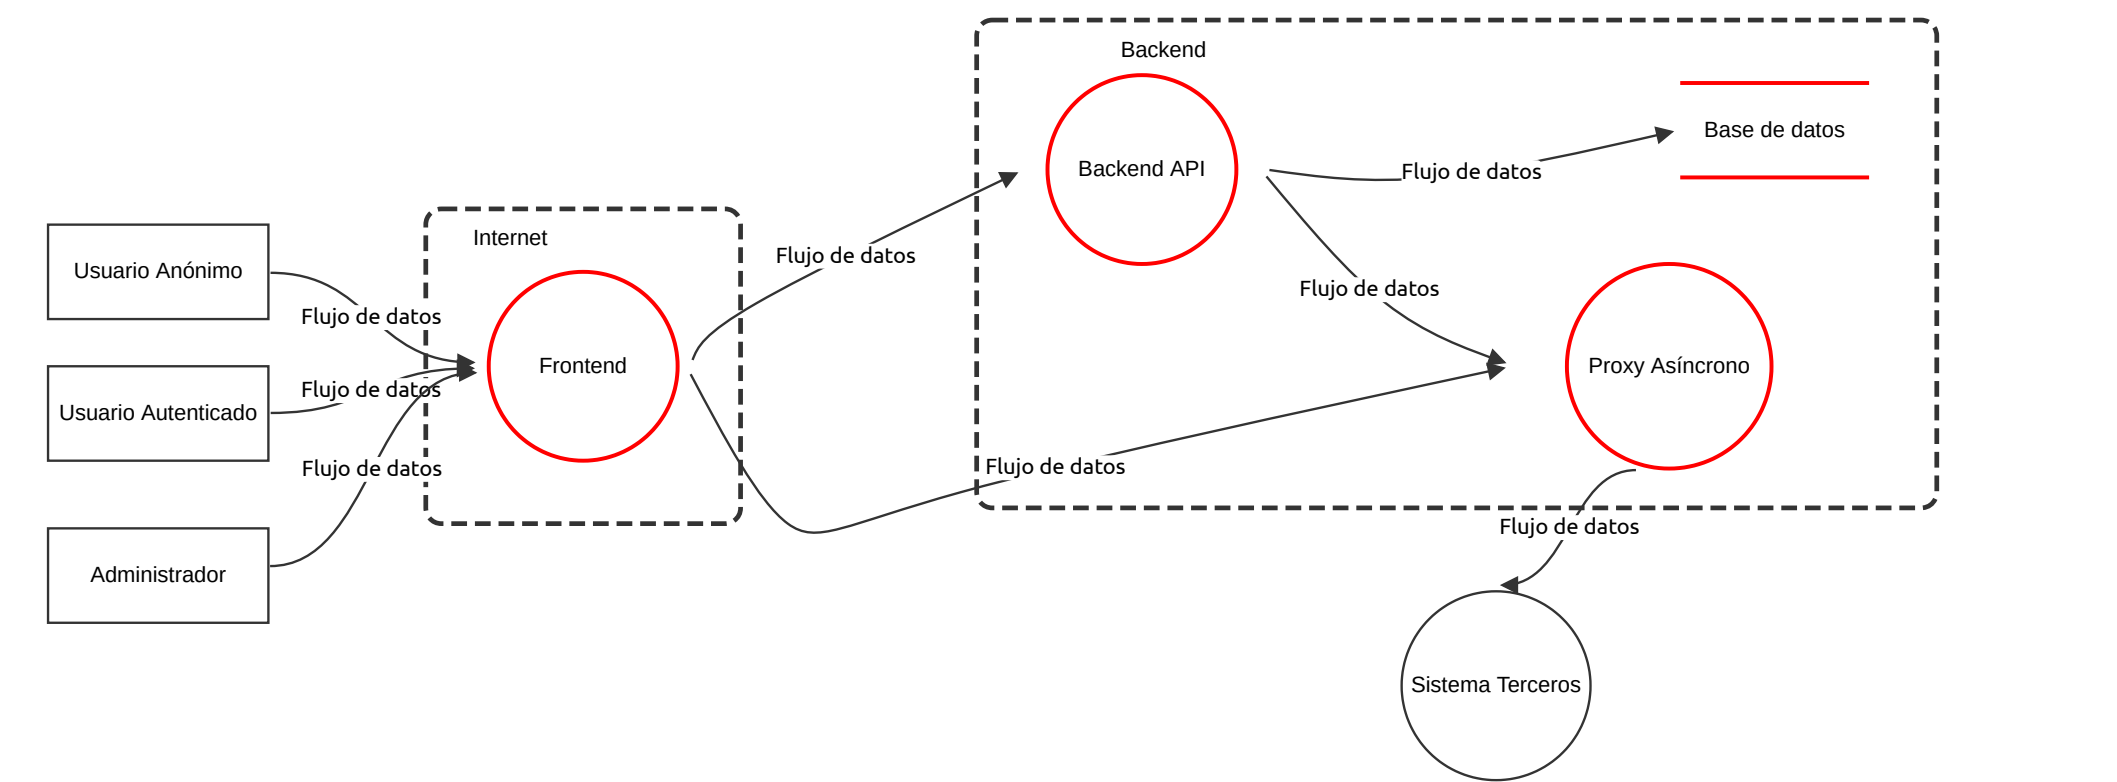 Backend
Backend API
Base de datos
Flujo de datos
Internet
Flujo de datos
Usuario Anónimo
Flujo de datos
Flujo de datos
Frontend
Proxy Asíncrono
Flujo de datos
Usuario Autenticado
Flujo de datos
Flujo de datos
Flujo de datos
Administrador
Sistema Terceros